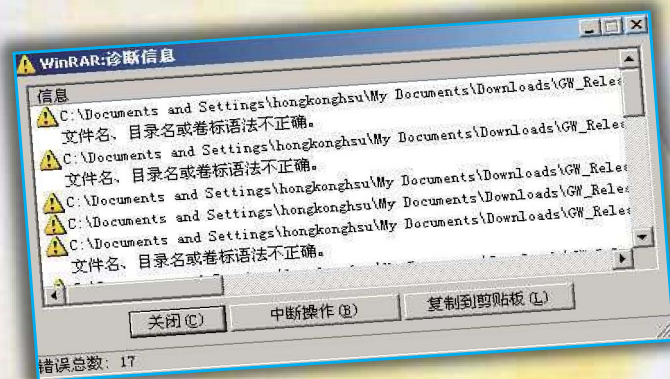 WinRAR:诊断信息
信息
C:\Documents and Settings\hongkonghsu\My Documents\Downloads\GW_Rele
文件名、目录名或卷标语法不正确。
C:\Documents and Settings\hongkonghsu\My Documents\Downloads\GW_Rele
文件名、目录名或卷标语法不正确。
C:\Documents and Settings\hongkonghsu\My Documents\Downloads\GW_Rele
C:\Documents and Settings\hongkonghsu\My Documents\Downloads\GW_Rele
C:\Documents and Settings\hongkonghsu\My Documents\Downloads\GW_Rele
文件名、目录名或卷标语法不正确。
关闭(C) 中断操作(B) 复制到剪贴板(L)
错误总数: 17